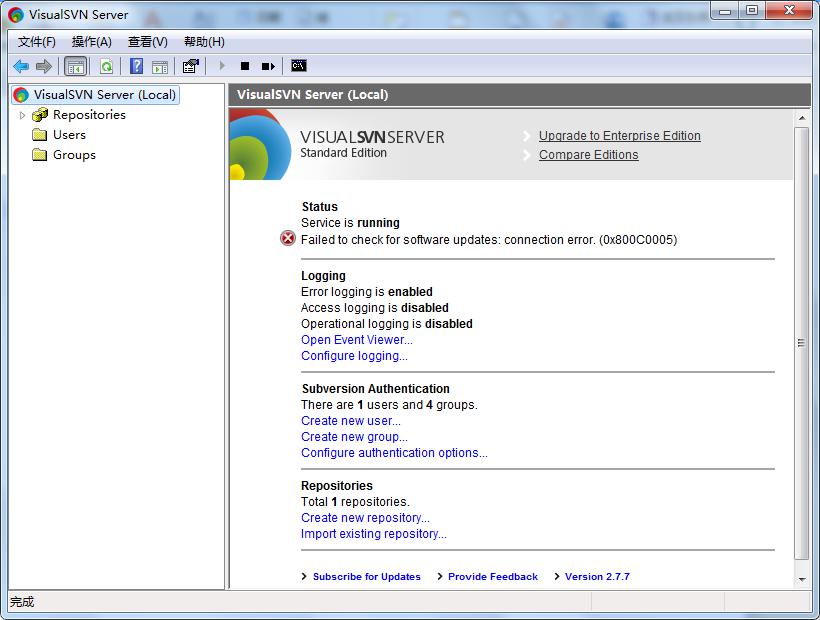 VisualSVN Server
文件(F) 操作(A) 查看(V) 帮助(H)
C:\
VisualSVN Server (Local)
Repositories
Users
Groups
VisualSVN Server (Local)
VISUALSVNSERVER
Standard Edition
Upgrade to Enterprise Edition
Compare Editions
Status
Service is running
Failed to check for software updates: connection error. (0x800C0005)
Logging
Error logging is enabled
Access logging is disabled
Operational logging is disabled
Open Event Viewer...
Configure logging...
Subversion Authentication
There are 1 users and 4 groups.
Create new user...
Create new group...
Configure authentication options...
Repositories
Total 1 repositories.
Create new repository...
Import existing repository...
Subscribe for Updates Provide Feedback Version 2.7.7
完成